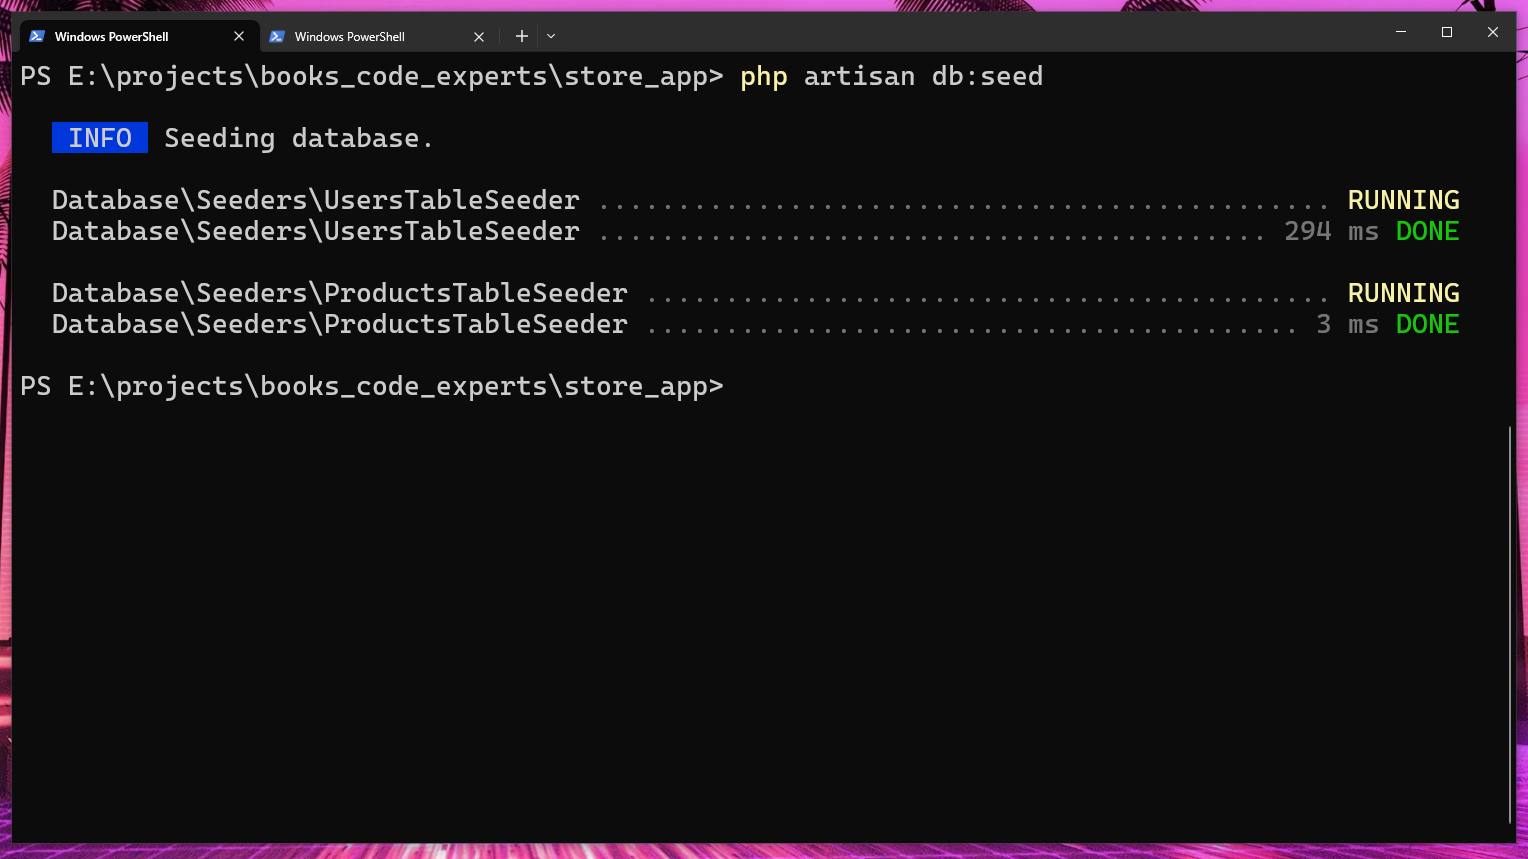 Windows PowerShell
Windows PowerShell
PS E:\projects\books_code_experts\store_app> php artisan db:seed
INFO Seeding database.
Database\Seeders\UsersTableSeeder .............................................. RUNNING
Database\Seeders\UsersTableSeeder .......................................... 294 ms DONE
Database\Seeders\ProductsTableSeeder ........................................... RUNNING
Database\Seeders\ProductsTableSeeder ......................................... 3 ms DONE
PS E:\projects\books_code_experts\store_app>